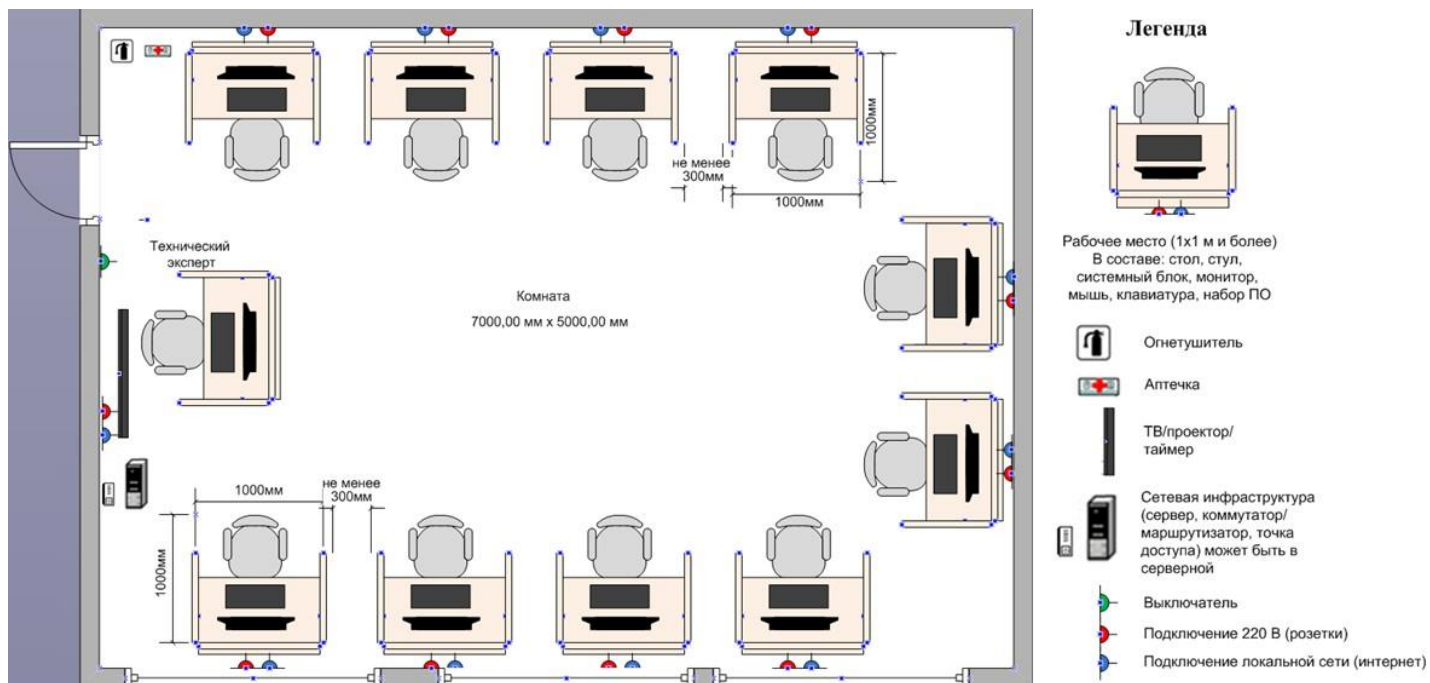 не менее
300мм
1000мм
1000мм
Технический
эксперт
Комната
7000,00 мм x 5000,00 мм
1000мм
не менее
300мм
1000мм
Легенда
Рабочее место (1x1 м и более)
В составе: стол, стул,
системный блок, монитор,
мышь, клавиатура, набор ПО
Огнетушитель
Аптечка
ТВ/проектор/
таймер
Сетевая инфраструктура
(сервер, коммутатор/
маршрутизатор, точка
доступа) может быть в
серверной
Выключатель
Подключение 220 В (розетки)
Подключение локальной сети (интернет)